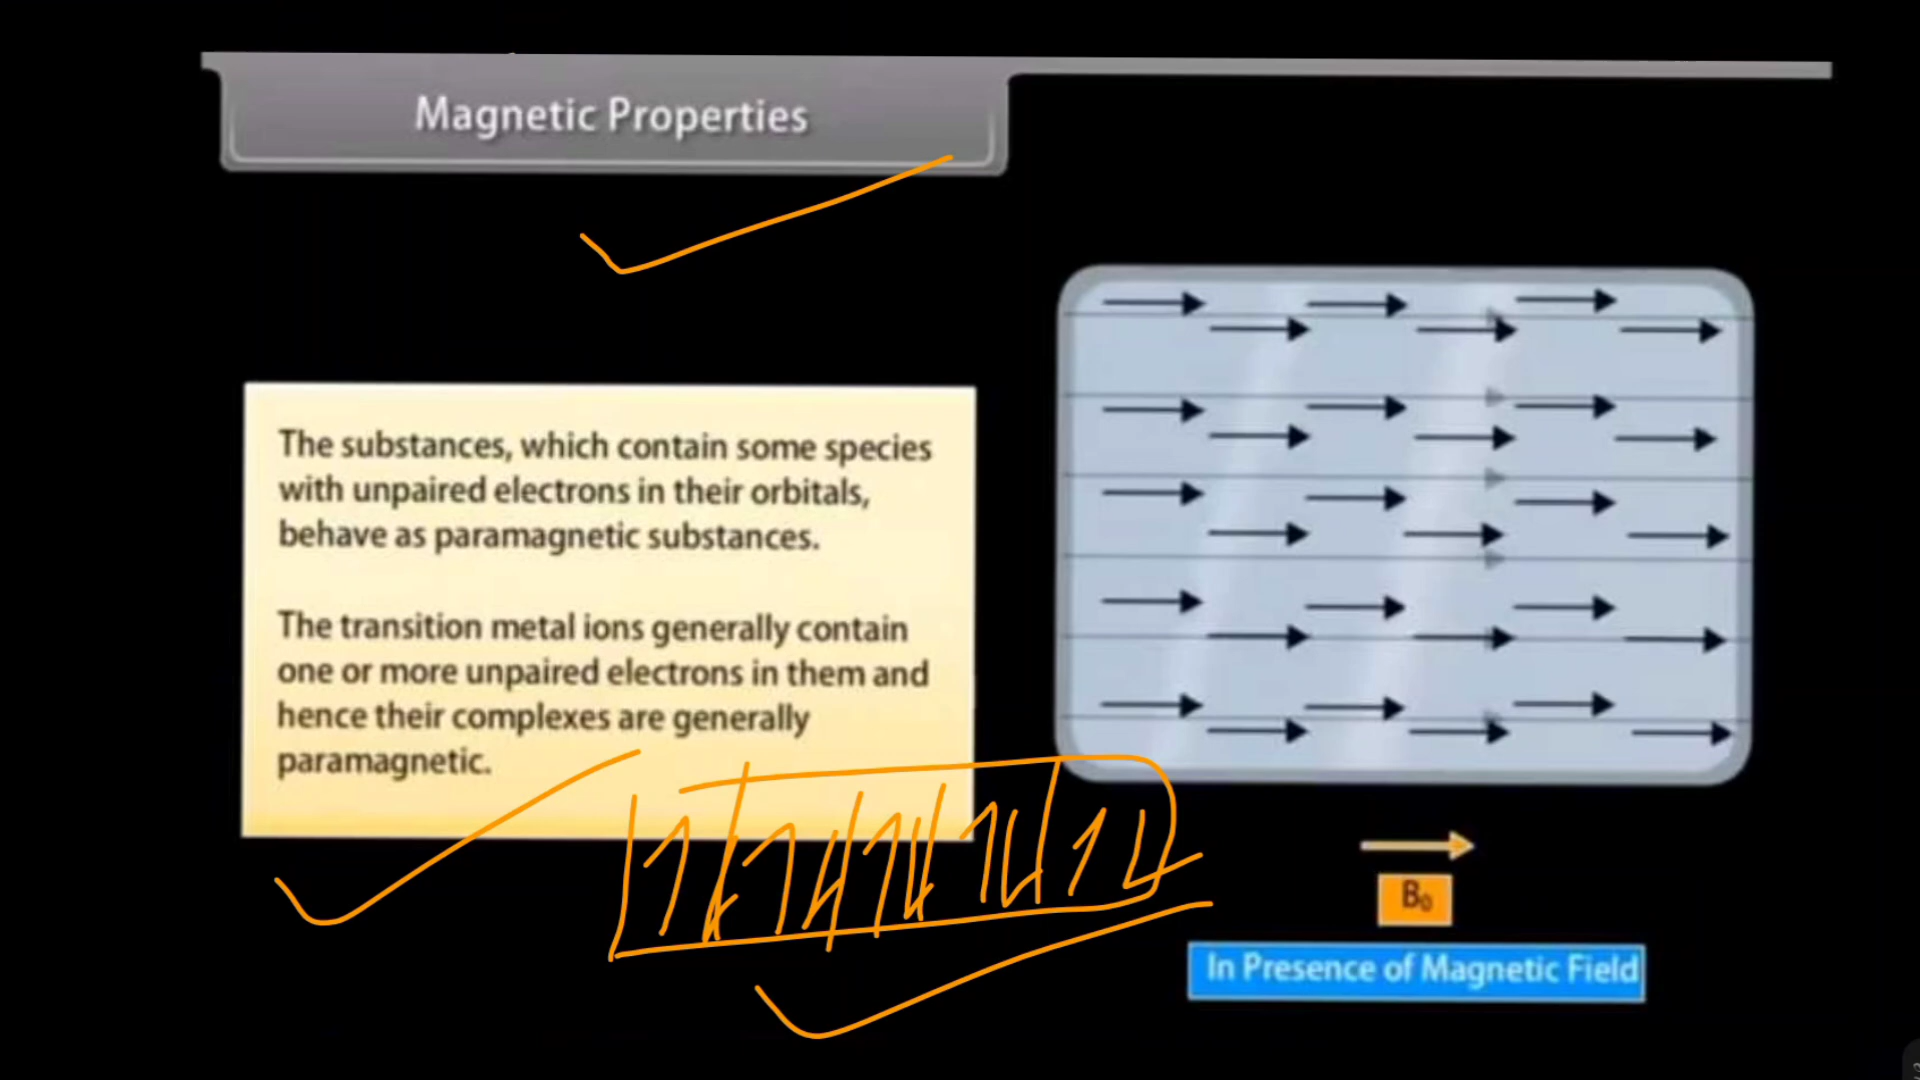 Magnetic Properties
The substances, which contain some species
with unpaired electrons in their orbitals,
behave as paramagnetic substances.
The transition metal ions generally contain
one or more unpaired electrons in them and
hence their complexes are generally
paramagnetic.
B₀
In Presence of Magnetic Field